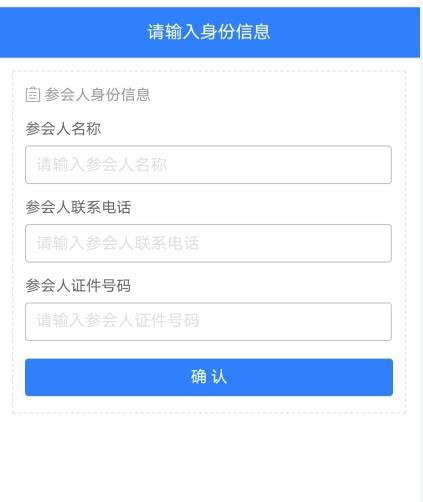 请输入身份信息
参会人身份信息
参会人名称
请输入参会人名称
参会人联系电话
请输入参会人联系电话
参会人证件号码
请输入参会人证件号码
确 认